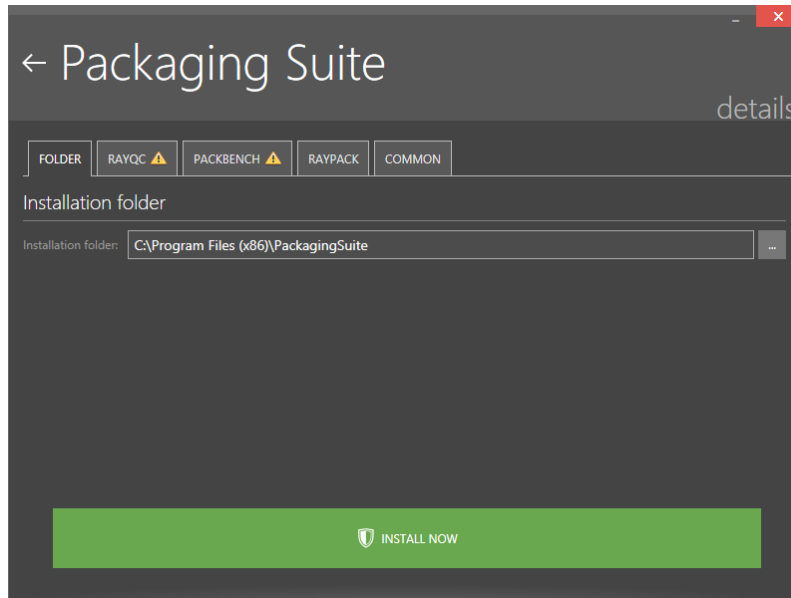 ← Packaging Suite
details
FOLDER RAYQC PACKBENCH RAYPACK COMMON
Installation folder
Installation folder: C:\Program Files (x86)\PackagingSuite ...
INSTALL NOW